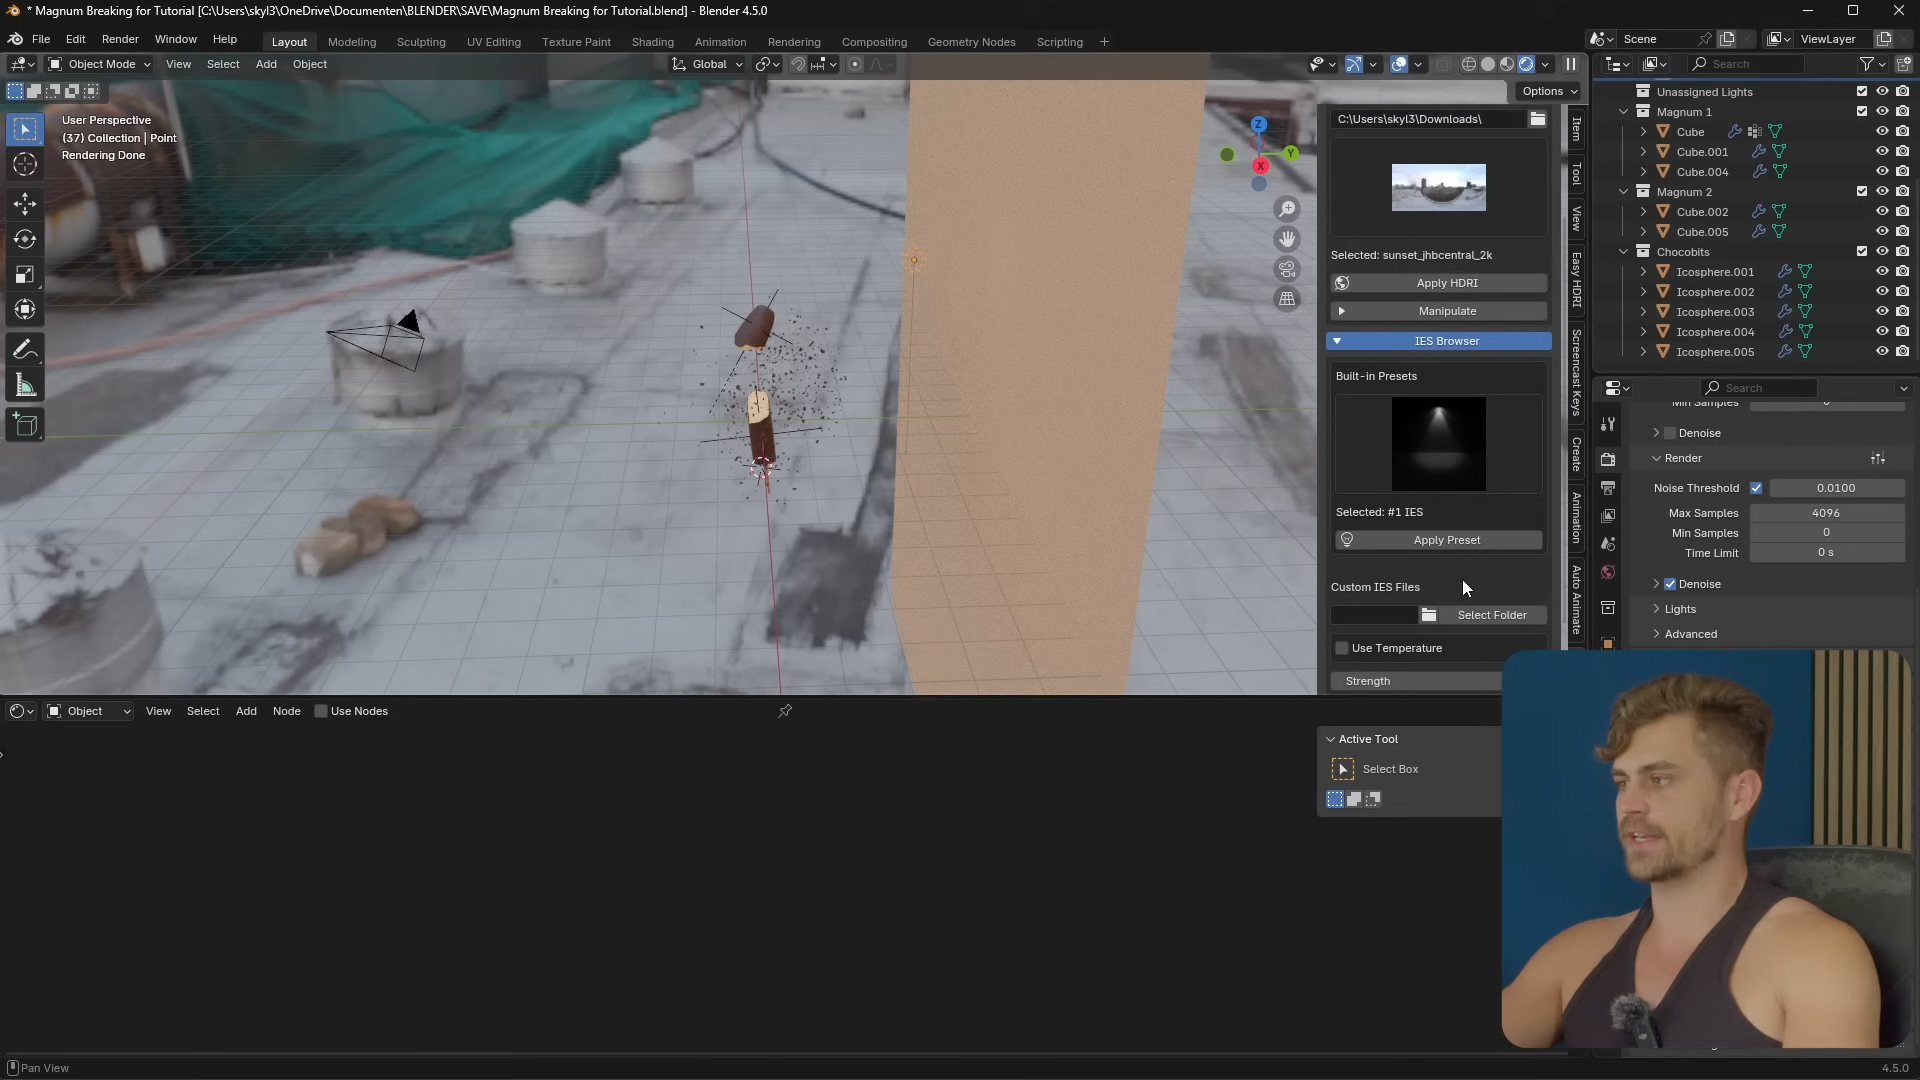 * Magnum Breaking for Tutorial [C:\Users\skyl3\OneDrive\Documenten\BLENDER\SAVE\Magnum Breaking for Tutorial.blend] - Blender 4.5.0
File Edit Render Window Help
Layout Modeling Sculpting UV Editing Texture Paint Shading Animation Rendering Compositing Geometry Nodes Scripting +
Scene
ViewLayer
Object Mode View Select Add Object
Global
Search
Options
User Perspective
(37) Collection | Point
Rendering Done
Z
Y
X
C:\Users\skyl3\Downloads\
Selected: sunset_jhbcentral_2k
Apply HDRI
Manipulate
IES Browser
Built-in Presets
Selected: #1 IES
Apply Preset
Custom IES Files
Select Folder
Use Temperature
Strength
Item
Tool
View
Easy HDRI
Screencast Keys
Create
Animation
Auto Animate
Unassigned Lights
Magnum 1
Cube
Cube.001
Cube.004
Magnum 2
Cube.002
Cube.005
Chocobits
Icosphere.001
Icosphere.002
Icosphere.003
Icosphere.004
Icosphere.005
Search
Min Samples 0
Denoise
Render
Noise Threshold 0.0100
Max Samples 4096
Min Samples 0
Time Limit 0 s
Denoise
Lights
Advanced
Object View Select Add Node Use Nodes
Active Tool
Select Box
Pan View
4.5.0